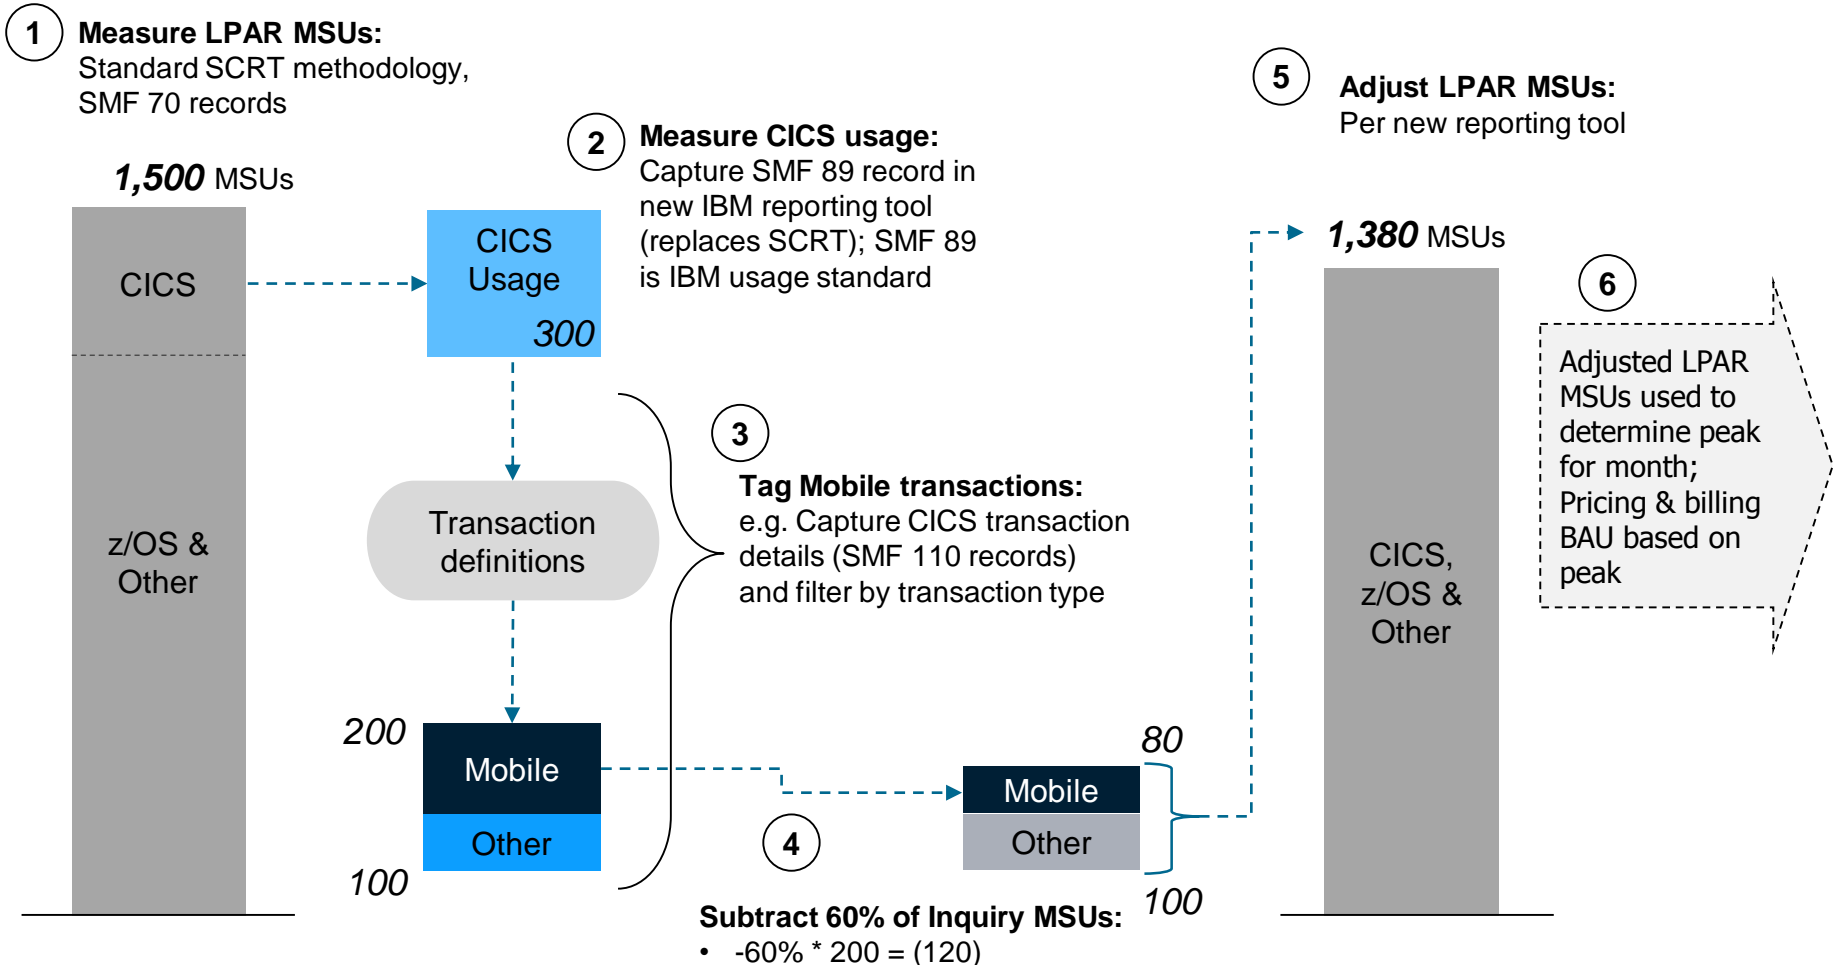 1
Measure LPAR MSUs:
Standard SCRT methodology,
SMF 70 records
1,500 MSUs
CICS
z/OS &
Other
2
Measure CICS usage:
Capture SMF 89 record in
new IBM reporting tool
(replaces SCRT); SMF 89
is IBM usage standard
CICS
Usage
300
Transaction
definitions
3
Tag Mobile transactions:
e.g. Capture CICS transaction
details (SMF 110 records)
and filter by transaction type
200
Mobile
Other
100
4
Subtract 60% of Inquiry MSUs:
• -60% * 200 = (120)
80
Mobile
Other
100
5
Adjust LPAR MSUs:
Per new reporting tool
1,380 MSUs
CICS,
z/OS &
Other
6
Adjusted LPAR
MSUs used to
determine peak
for month;
Pricing & billing
BAU based on
peak